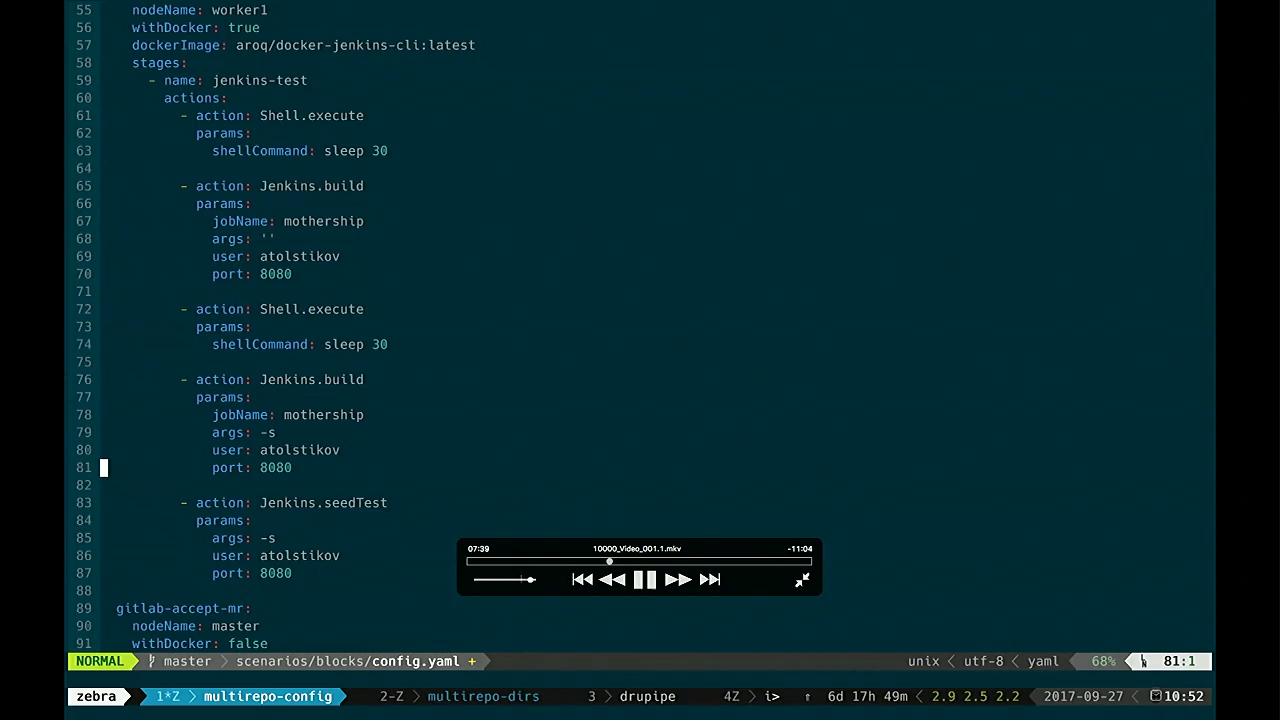 55 nodeName: worker1
56 withDocker: true
57 dockerImage: aroq/docker-jenkins-cli:latest
58 stages:
59 - name: jenkins-test
60 actions:
61 - action: Shell.execute
62 params:
63 shellCommand: sleep 30
64
65 - action: Jenkins.build
66 params:
67 jobName: mothership
68 args: ''
69 user: atolstikov
70 port: 8080
71
72 - action: Shell.execute
73 params:
74 shellCommand: sleep 30
75
76 - action: Jenkins.build
77 params:
78 jobName: mothership
79 args: -s
80 user: atolstikov
81 port: 8080
82
83 - action: Jenkins.seedTest
84 params:
85 args: -s
86 user: atolstikov
87 port: 8080
88
89 gitlab-accept-mr:
90 nodeName: master
91 withDocker: false
07:39 10000_Video_001.1.mkv -11:04
NORMAL master scenarios/blocks/config.yaml + unix < utf-8 < yaml 68% 81:1
zebra 1*Z multirepo-config 2-Z multirepo-dirs 3 drupipe 4Z i> ↑ 6d 17h 49m < 2.9 2.5 2.2 < 2017-09-27 < 10:52